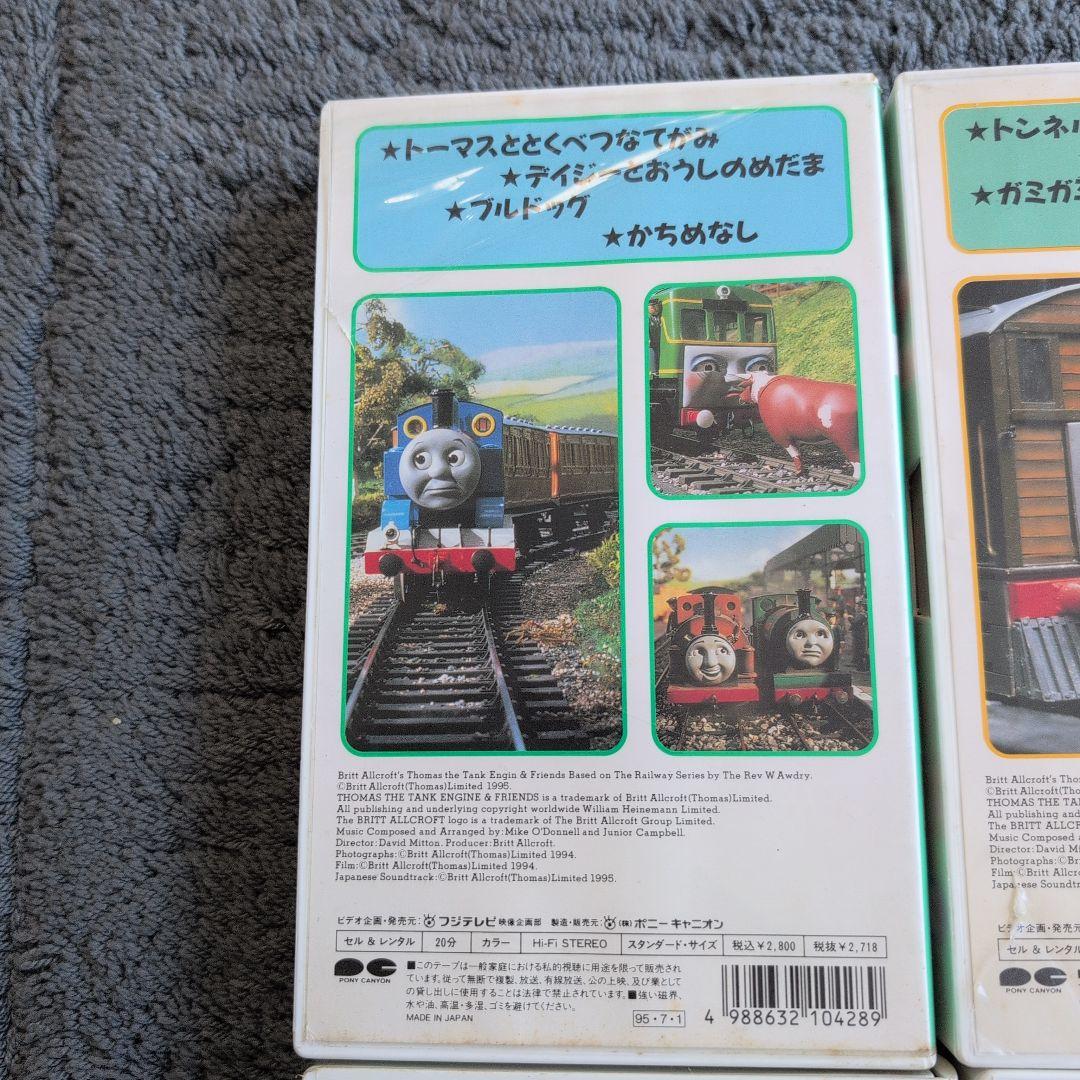 ★トーマスととくべつなてがみ
★デイジーとおうしのめだま
★ブルドッグ
★かちめなし
Britt Allcroft's Thomas the Tank Engin & Friends Based on The Railway Series by The Rev W Awdry.
©Britt Allcroft(Thomas)Limited 1995.
THOMAS THE TANK ENGINE & FRIENDS is a trademark of Britt Allcroft(Thomas)Limited.
All publishing and underlying copyright worldwide William Heinemann Limited.
The BRITT ALLCROFT logo is a trademark of The Britt Allcroft Group Limited.
Music Composed and Arranged by:Mike O'Donnell and Junior Campbell.
Director:David Mitton. Producer:Britt Allcroft.
Photographs:©Britt Allcroft(Thomas)Limited 1994.
Film:©Britt Allcroft(Thomas)Limited 1994.
Japanese Soundtrack:©Britt Allcroft(Thomas)Limited 1995.
ビデオ企画・発売元: フジテレビ 映像企画部 製造・販売元: (株)ポニーキャニオン
セル & レンタル 20分 カラー Hi-Fi STEREO スタンダード・サイズ 税込¥2,800 税抜¥2,718
PONY CANYON
■このテープは一般家庭における私的視聴に用途を限って販売され
ています。従って無断で複製、放送、有線放送、公の上映、及び業として
の貸し出しに使用することは法律で禁止されています。■強い磁界、
水や油、高温・多湿、ゴミを避けてください。
MADE IN JAPAN
95・7・1
4 988632 104289
★トンネル
★ガミガミ
Britt Allcroft's Tho
©Britt Allcroft(Thoma
THOMAS THE TAN
All publishing and
The BRITT ALLCR
Music Composed a
Director:David Mitto
Photographs:©Br
Film:©Britt Allcro
Japanese Soundtra
ビデオ企画・発売元
セル & レンタル
PONY CANYON